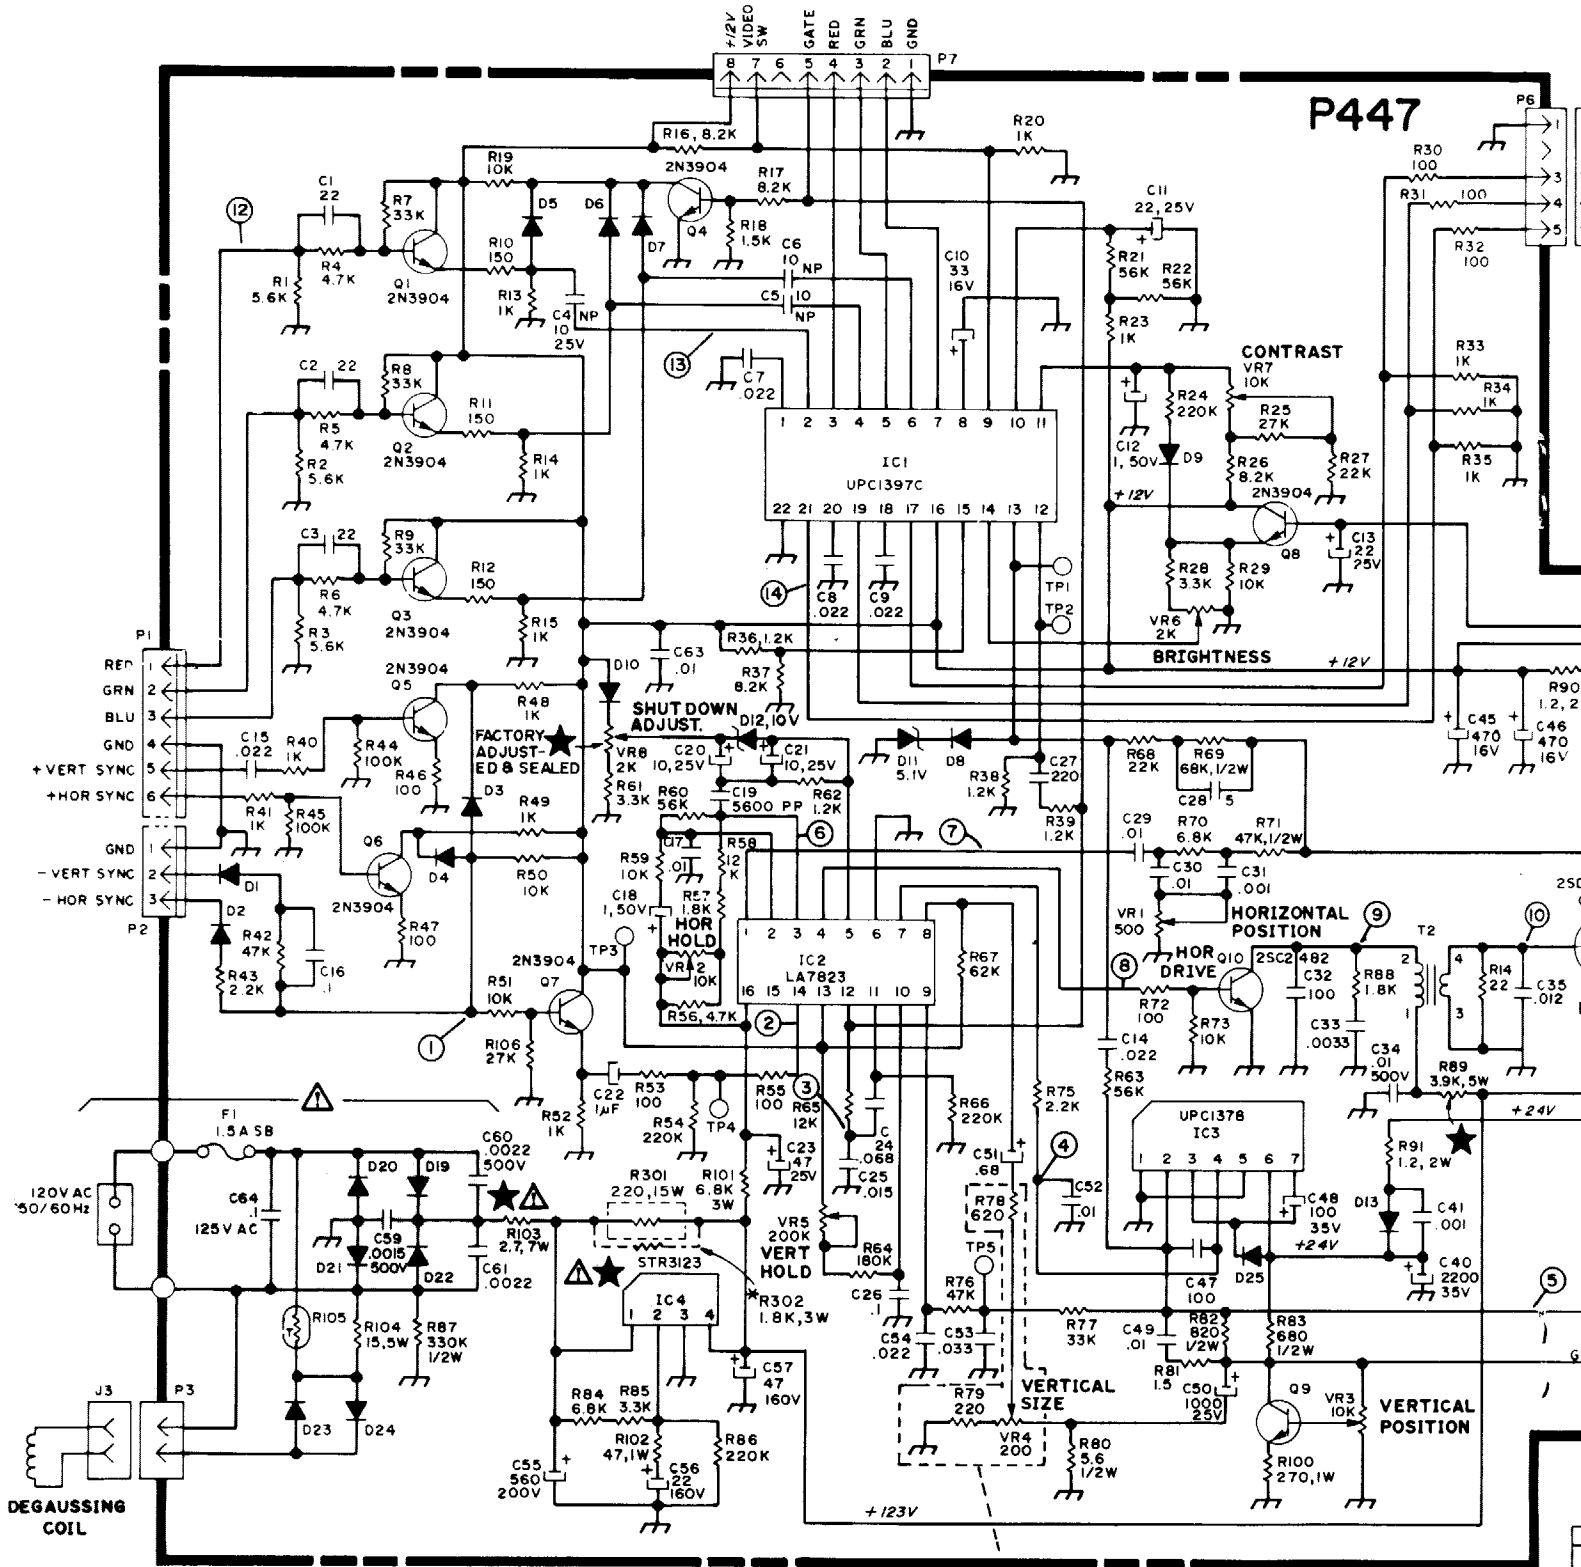 +12V
VIDEO
SW
GATE
RED
GRN
BLU
GND
8 7 6 5 4 3 2 1
P7
P447
P6
1
3
4
5
R16, 8.2K
R20
1K
R30
100
R31 100
R32
100
2N3904
R19
10K
R17
8.2K
C1
22
R7
33K
D5
D6
D7
Q4
R18
1.5K
C11
22,25V
12
R1
5.6K
R4
4.7K
Q1
2N3904
R10
150
R13
1K
C4 NP
10
25V
C6
10
NP
C5 10
NP
C10
33
16V
R21
56K
R22
56K
R23
1K
13
C7
.022
CONTRAST
VR7
10K
R33
1K
R34
1K
R35
1K
C2 22
R8
33K
R5
4.7K
R2
5.6K
Q2
2N3904
R11
150
R14
1K
1 2 3 4 5 6 7 8 9 10 11
IC1
UPC1397C
22 21 20 19 18 17 16 15 14 13 12
C12
1, 50V
R24
220K
D9
R25
27K
R26
8.2K
R27
22K
2N3904
+12V
Q8
C13
22
25V
C3 22
R9
33K
R6
4.7K
R3
5.6K
Q3
2N3904
R12
150
R15
1K
14
C8
.022
C9
.022
TP1
TP2
R28
3.3K
R29
10K
VR6
2K
BRIGHTNESS
+12V
P1
RED 1
GRN 2
BLU 3
GND 4
+VERT SYNC 5
+HOR SYNC 6
GND 1
-VERT SYNC 2
-HOR SYNC 3
P2
2N3904
Q5
C15
.022
R40
1K
R44
100K
R46
100
R48
1K
D10
C63
.01
R36,1.2K
R37
8.2K
FACTORY
ADJUST-
ED & SEALED
SHUT DOWN
ADJUST.
VR8
2K
R61
3.3K
D12,10V
C20
10,25V
C21
10,25V
R62
1.2K
D11
5.1V
D8
R38
1.2K
C27
220
R39
1.2K
R68
22K
R69
68K,1/2W
C28 5
C45
470
16V
C46
470
16V
R90
R41
1K
R45
100K
D3
R49
1K
R50
10K
D4
Q6
2N3904
R47
100
R60
56K
C19
5600 PP
.01
R59
10K
C18
1,50V
R58
12
K
R57
1.8K
HOR
HOLD
10K
R56, 4.7K
6
7
C29
.01
R70
6.8K
R71
47K,1/2W
C30
.01
C31
.001
VR1
500
HORIZONTAL
POSITION
D1
D2
R42
47K
R43
2.2K
C16
.1
2N3904
TP3
Q7
R51
10K
R106
27K
1
1 2 3 4 5 6 7 8
IC2
LA7823
16 15 14 13 12 11 10 9
2
R67
62K
8
HOR
DRIVE
Q10
2SC2482
R72
100
R73
10K
C32
100
R88
1.8K
C33
.0033
9
T2
2 4
1 3
10
R14
22
C35
.012
C22
1µF
R52
1K
R53
100
R54
220K
TP4
R55
100
3
R65
12K
C
24
.068
C25
.015
R66
220K
R75
2.2K
C14
.022
R63
56K
C34
.01
500V
R89
3.9K,5W
+24V
UPC1378
IC3
1 2 3 4 5 6 7
R91
1.2, 2W
D13
C41
.001
C40
2200
35V
C48
100
35V
+24V
D25
C47
100
F1
1.5A SB
120VAC
50/60Hz
C64
.1
125VAC
D20
D19
C60
.0022
500V
C59
.0015
500V
D21
D22
C61
.0022
R103
2.7, 7W
R301
220,15W
R101
6.8K
3W
C23
47
25V
STR3123
IC4
1 2 3 4
R302
1.8K,3W
VR5
200K
VERT
HOLD
R64
180K
C26
.1
C51
.68
R78
620
4
C52
.01
TP5
R76
47K
C54
.022
C53
.033
R77
33K
C49
.01
R82
820
1/2W
R83
680
1/2W
R81
1.5
C50
1000
25V
Q9
R100
270,1W
VR3
10K
VERTICAL
POSITION
5
R105
T
R104
15,5W
R87
330K
1/2W
J3
P3
D23
D24
DEGAUSSING
COIL
R84
6.8K
R85
3.3K
R102
47,1W
C55
560
200V
C56
22
160V
R86
220K
C57
47
160V
R79
220
VR4
200
VERTICAL
SIZE
R80
5.6
1/2W
+123V